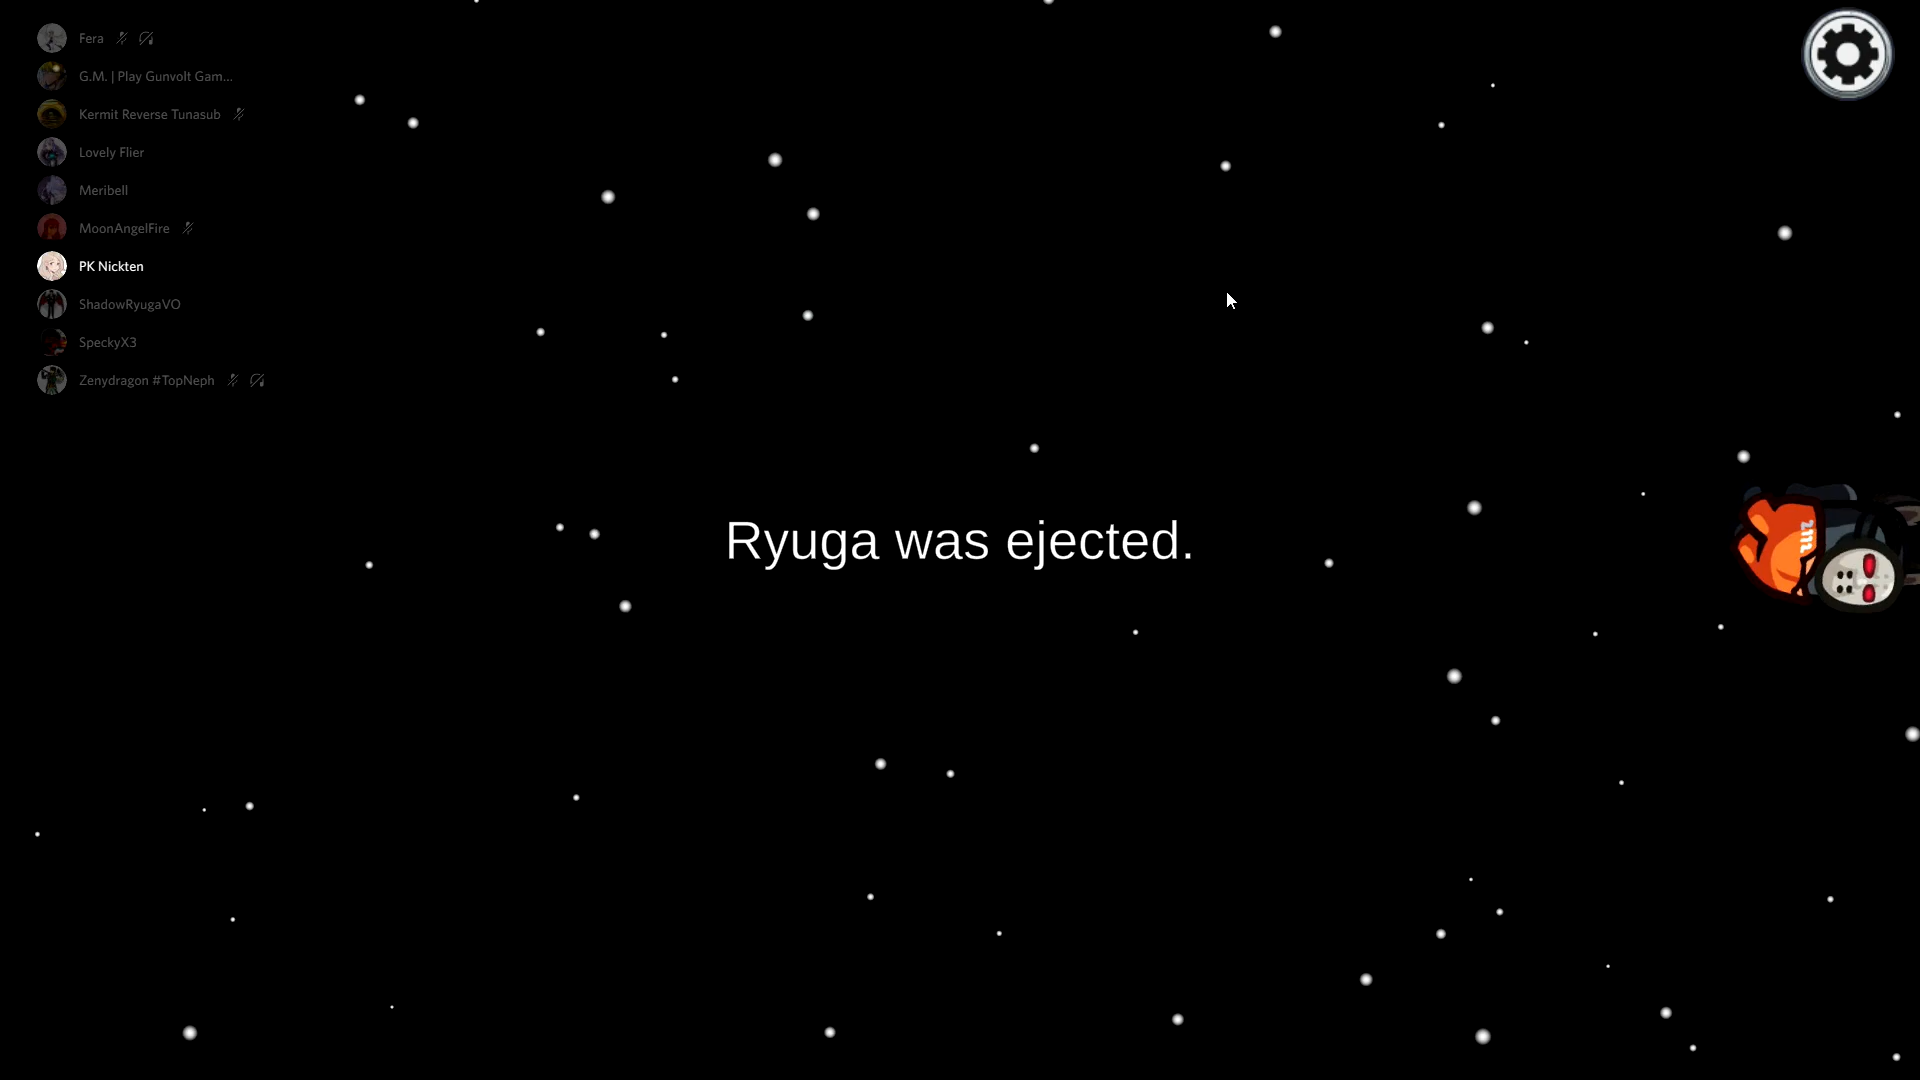 Fera
G.M. | Play Gunvolt Gam...
Kermit Reverse Tunasub
Lovely Flier
Meribell
MoonAngelFire
PK Nickten
ShadowRyugaVO
SpeckyX3
Zenydragon #TopNeph
Ryuga was ejected.
2112